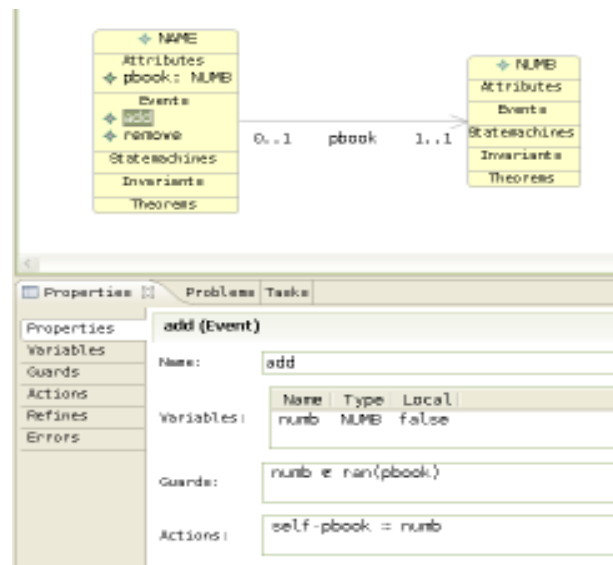 NAME
Attributes
pbook: NUMB
Events
add
remove
Statemachines
Invariants
Theorems
0..1 pbook 1..1
NUMB
Attributes
Events
Statemachines
Invariants
Theorems
Properties Problems Tasks
Properties
Variables
Guards
Actions
Refines
Errors
add (Event)
Name: add
Variables:
Name Type Local
numb NUMB false
Guards: numb ran(pbook)
Actions: self.pbook = numb